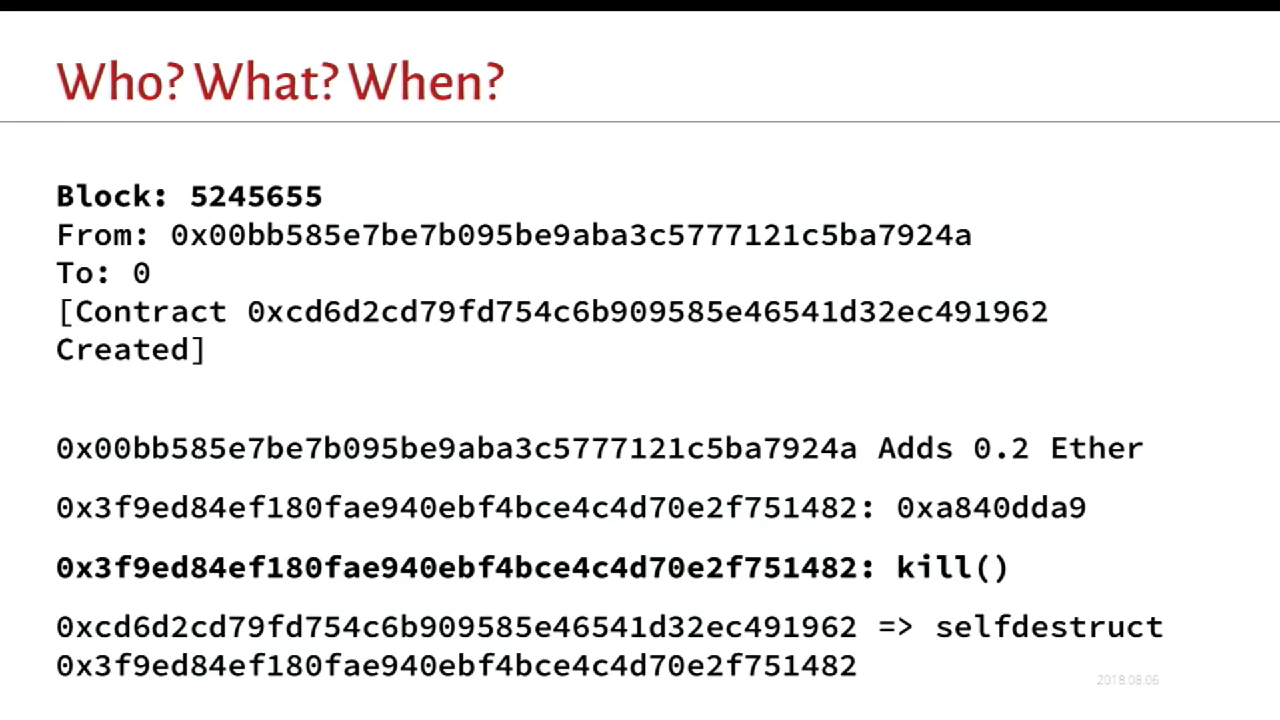 Who? What? When?
Block: 5245655
From: 0x00bb585e7be7b095be9aba3c5777121c5ba7924a
To: 0
[Contract 0xcd6d2cd79fd754c6b909585e46541d32ec491962
Created]
0x00bb585e7be7b095be9aba3c5777121c5ba7924a Adds 0.2 Ether
0x3f9ed84ef180fae940ebf4bce4c4d70e2f751482: 0xa840dda9
0x3f9ed84ef180fae940ebf4bce4c4d70e2f751482: kill()
0xcd6d2cd79fd754c6b909585e46541d32ec491962 => selfdestruct
0x3f9ed84ef180fae940ebf4bce4c4d70e2f751482
2018.08.06